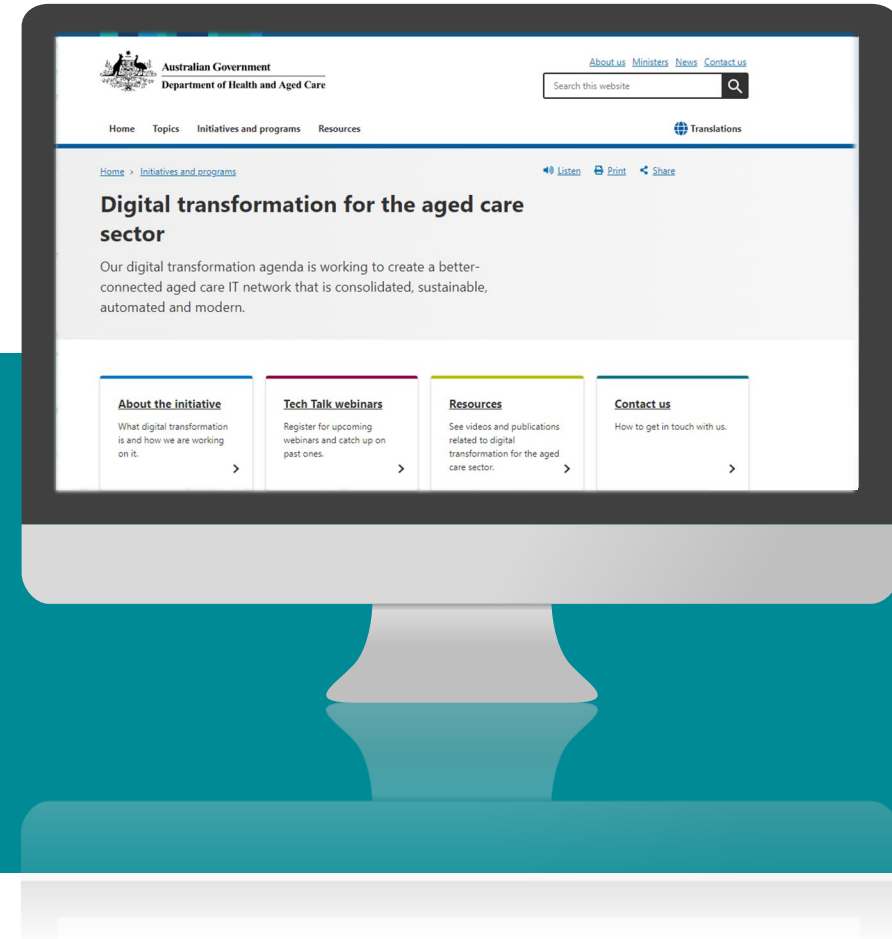 Australian Government
Department of Health and Aged Care
About us Ministers News Contact us
Search this website
Home Topics Initiatives and programs Resources
Translations
Home › Initiatives and programs
Listen Print Share
Digital transformation for the aged care
sector
Our digital transformation agenda is working to create a better-
connected aged care IT network that is consolidated, sustainable,
automated and modern.
About the initiative
What digital transformation
is and how we are working
on it.
Tech Talk webinars
Register for upcoming
webinars and catch up on
past ones.
Resources
See videos and publications
related to digital
transformation for the aged
care sector.
Contact us
How to get in touch with us.